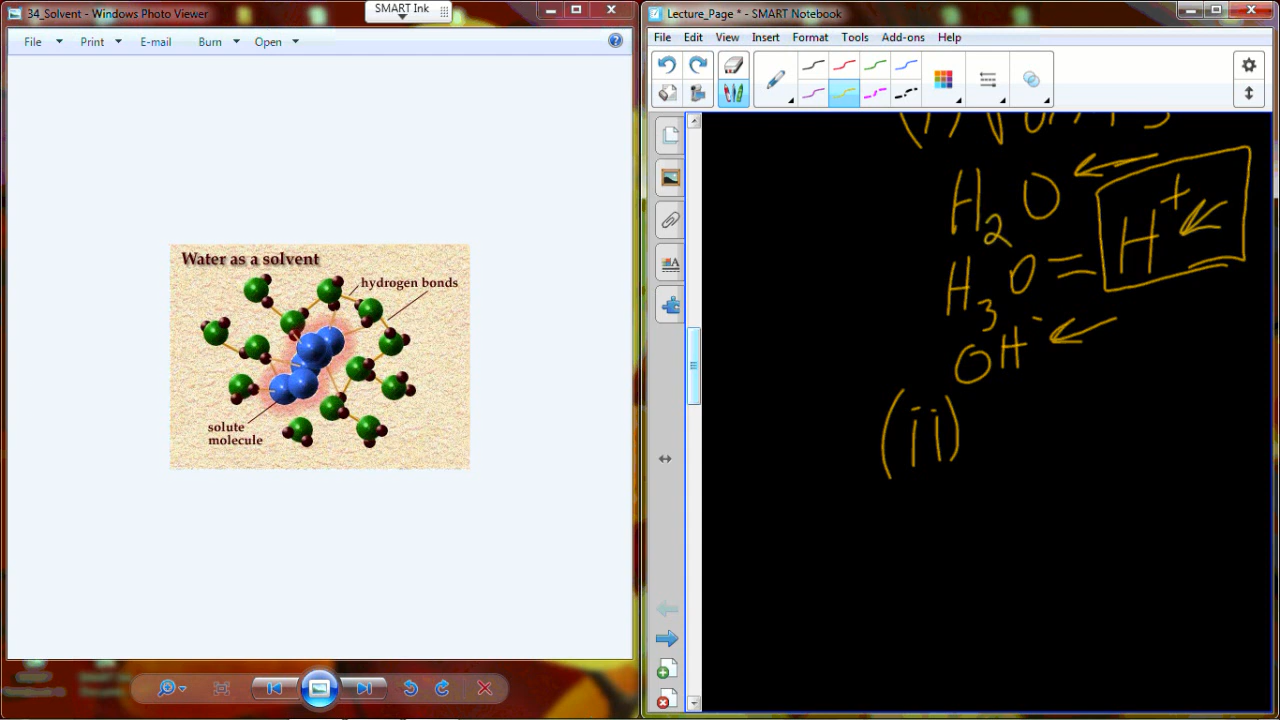 34_Solvent - Windows Photo Viewer
SMART Ink
File Print E-mail Burn Open
Water as a solvent
hydrogen bonds
solute
molecule
Lecture_Page * - SMART Notebook
File Edit View Insert Format Tools Add-ons Help
H₂O
H₃O = H⁺
OH⁻
(ii)